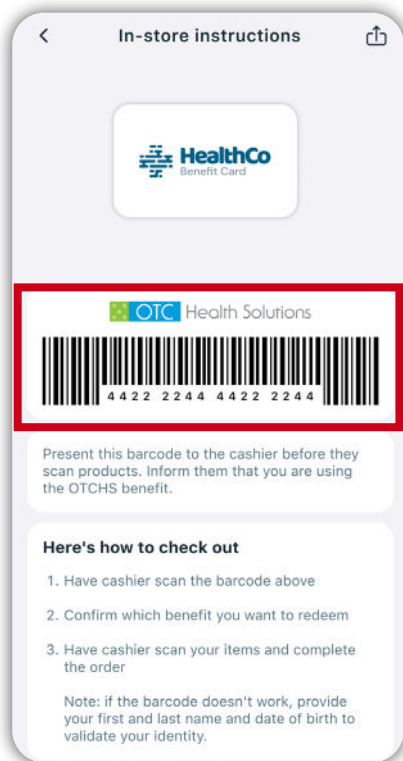 In-store instructions
HealthCo
Benefit Card
OTC Health Solutions
4422 2244 4422 2244
Present this barcode to the cashier before they
scan products. Inform them that you are using
the OTCHS benefit.
Here's how to check out
1. Have cashier scan the barcode above
2. Confirm which benefit you want to redeem
3. Have cashier scan your items and complete
the order
Note: if the barcode doesn't work, provide
your first and last name and date of birth to
validate your identity.